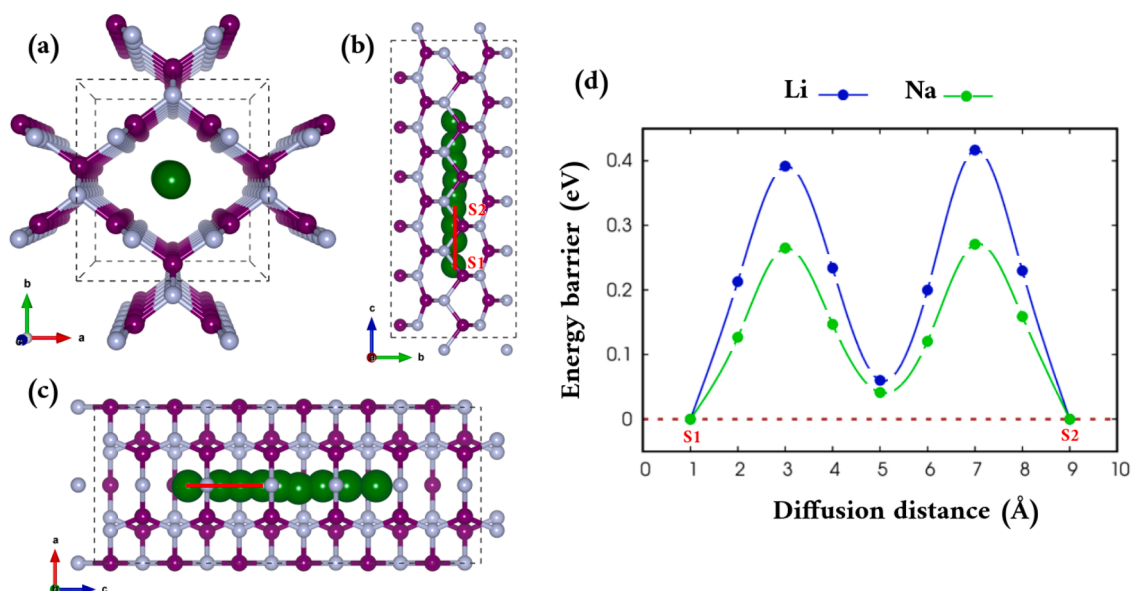 (a)
b
a
(b)
S2
S1
c
b
(c)
a
c
(d)
Li
Na
Energy barrier (eV)
0.4
0.3
0.2
0.1
0
S1
S2
0 1 2 3 4 5 6 7 8 9 10
Diffusion distance (Å)